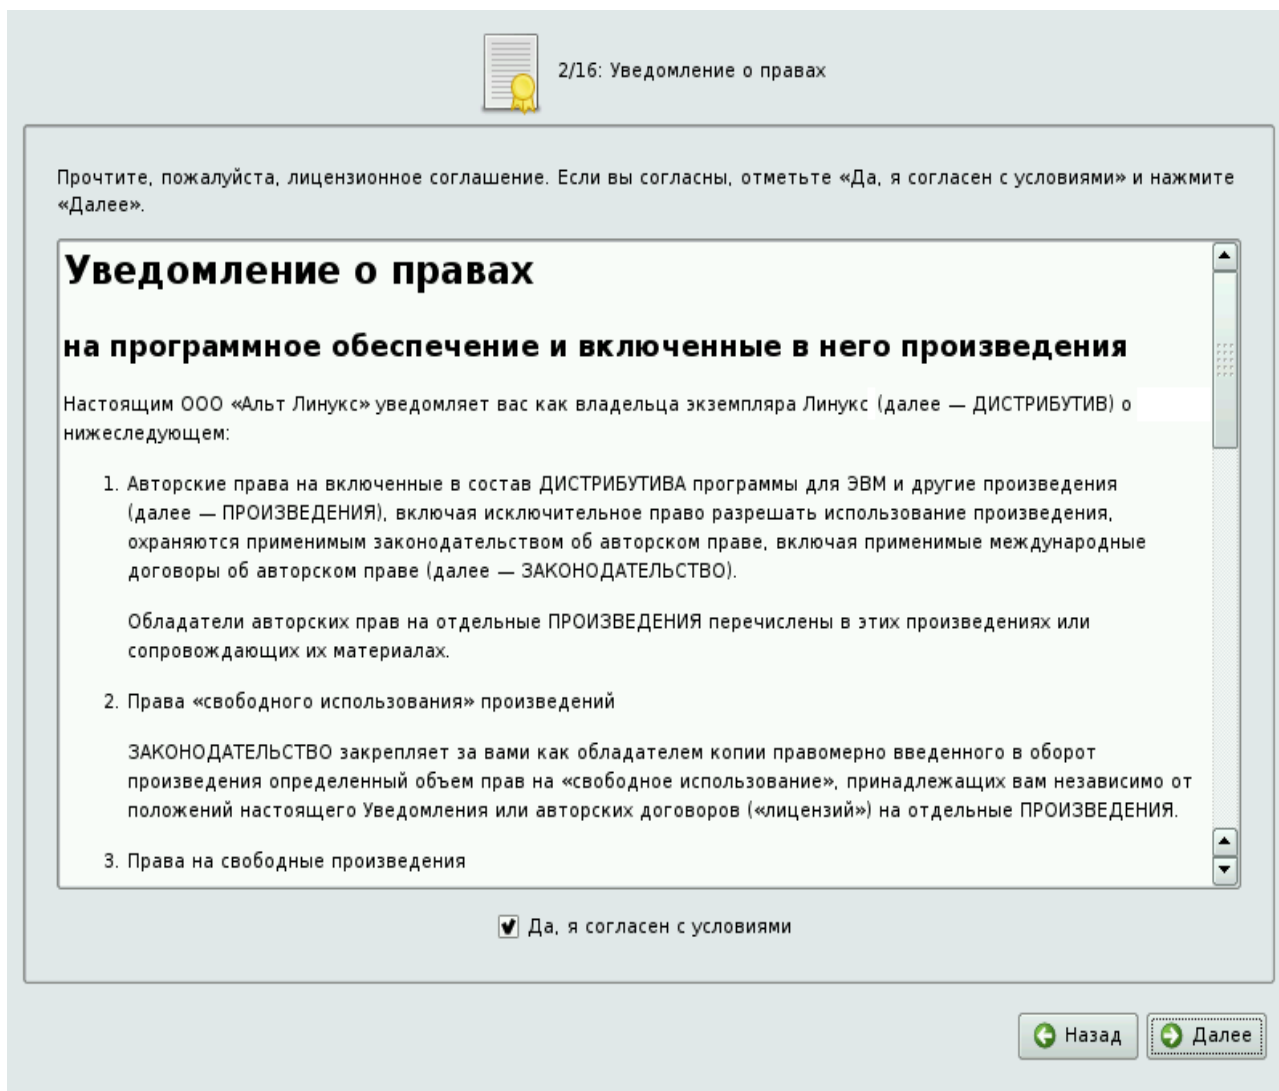 2/16: Уведомление о правах
Прочтите, пожалуйста, лицензионное соглашение. Если вы согласны, отметьте «Да, я согласен с условиями» и нажмите
«Далее».
Уведомление о правах
на программное обеспечение и включенные в него произведения
Настоящим ООО «Альт Линукс» уведомляет вас как владельца экземпляра Линукс (далее — ДИСТРИБУТИВ) о
нижеследующем:
1. Авторские права на включенные в состав ДИСТРИБУТИВА программы для ЭВМ и другие произведения
(далее — ПРОИЗВЕДЕНИЯ), включая исключительное право разрешать использование произведения,
охраняются применимым законодательством об авторском праве, включая применимые международные
договоры об авторском праве (далее — ЗАКОНОДАТЕЛЬСТВО).
Обладатели авторских прав на отдельные ПРОИЗВЕДЕНИЯ перечислены в этих произведениях или
сопровождающих их материалах.
2. Права «свободного использования» произведений
ЗАКОНОДАТЕЛЬСТВО закрепляет за вами как обладателем копии правомерно введенного в оборот
произведения определенный объем прав на «свободное использование», принадлежащих вам независимо от
положений настоящего Уведомления или авторских договоров («лицензий») на отдельные ПРОИЗВЕДЕНИЯ.
3. Права на свободные произведения
Да, я согласен с условиями
Назад
Далее